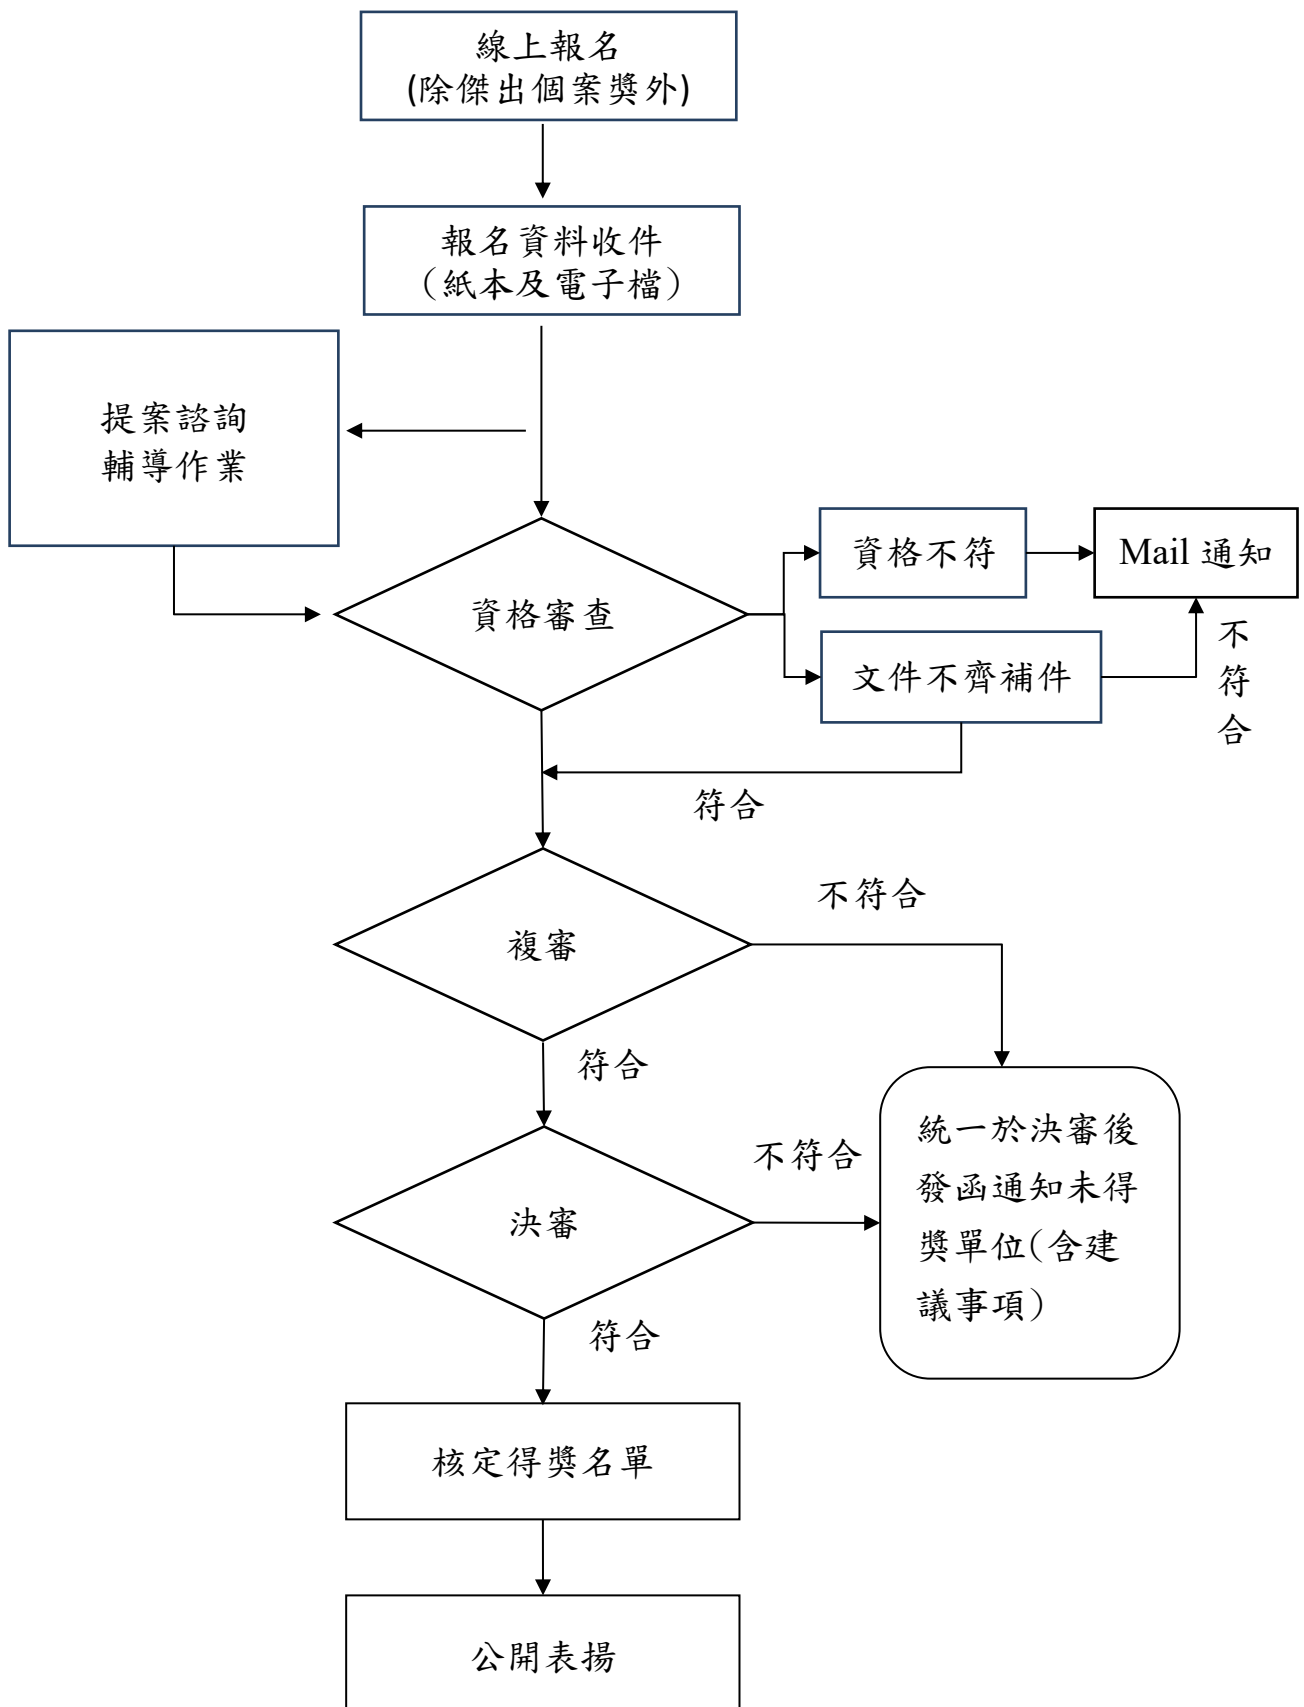 線上報名
(除傑出個案獎外)
報名資料收件
（紙本及電子檔）
提案諮詢
輔導作業
資格審查
資格不符
Mail 通知
文件不齊補件
不
符
合
符合
複審
不符合
符合
決審
不符合
統一於決審後
發函通知未得
獎單位(含建
議事項)
符合
核定得獎名單
公開表揚